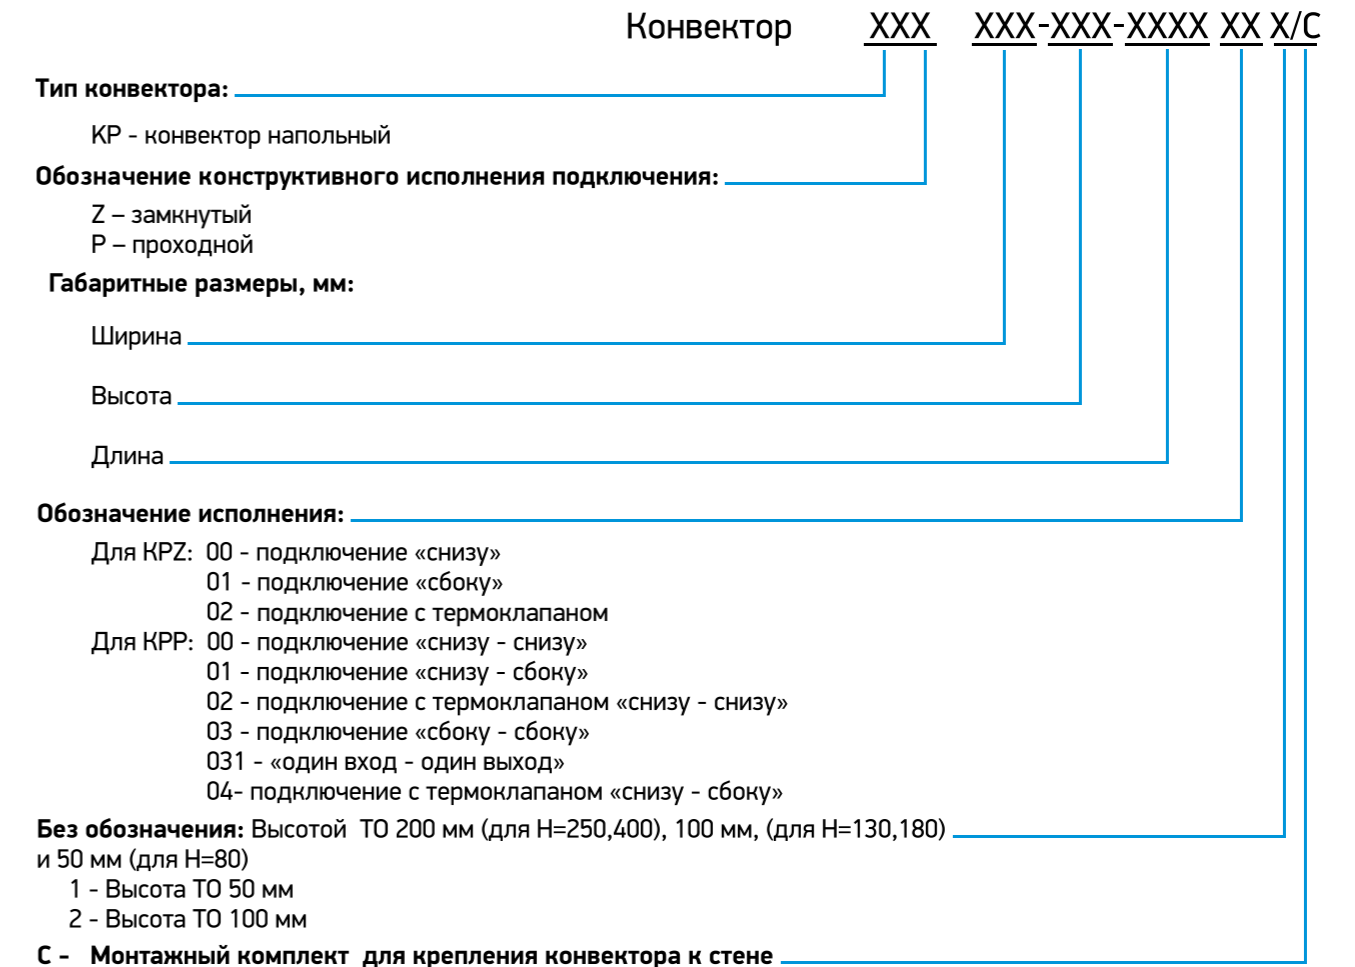 Конвектор XXX XXX-XXX-XXXX XX X/C
Тип конвектора:
KP - конвектор напольный
Обозначение конструктивного исполнения подключения:
Z – замкнутый
P – проходной
Габаритные размеры, мм:
Ширина
Высота
Длина
Обозначение исполнения:
Для KPZ: 00 - подключение «снизу»
01 - подключение «сбоку»
02 - подключение с термоклапаном
Для КРР: 00 - подключение «снизу - снизу»
01 - подключение «снизу - сбоку»
02 - подключение с термоклапаном «снизу - снизу»
03 - подключение «сбоку - сбоку»
031 - «один вход - один выход»
04- подключение с термоклапаном «снизу - сбоку»
Без обозначения: Высотой ТО 200 мм (для Н=250,400), 100 мм, (для Н=130,180)
и 50 мм (для Н=80)
1 - Высота ТО 50 мм
2 - Высота ТО 100 мм
С - Монтажный комплект для крепления конвектора к стене